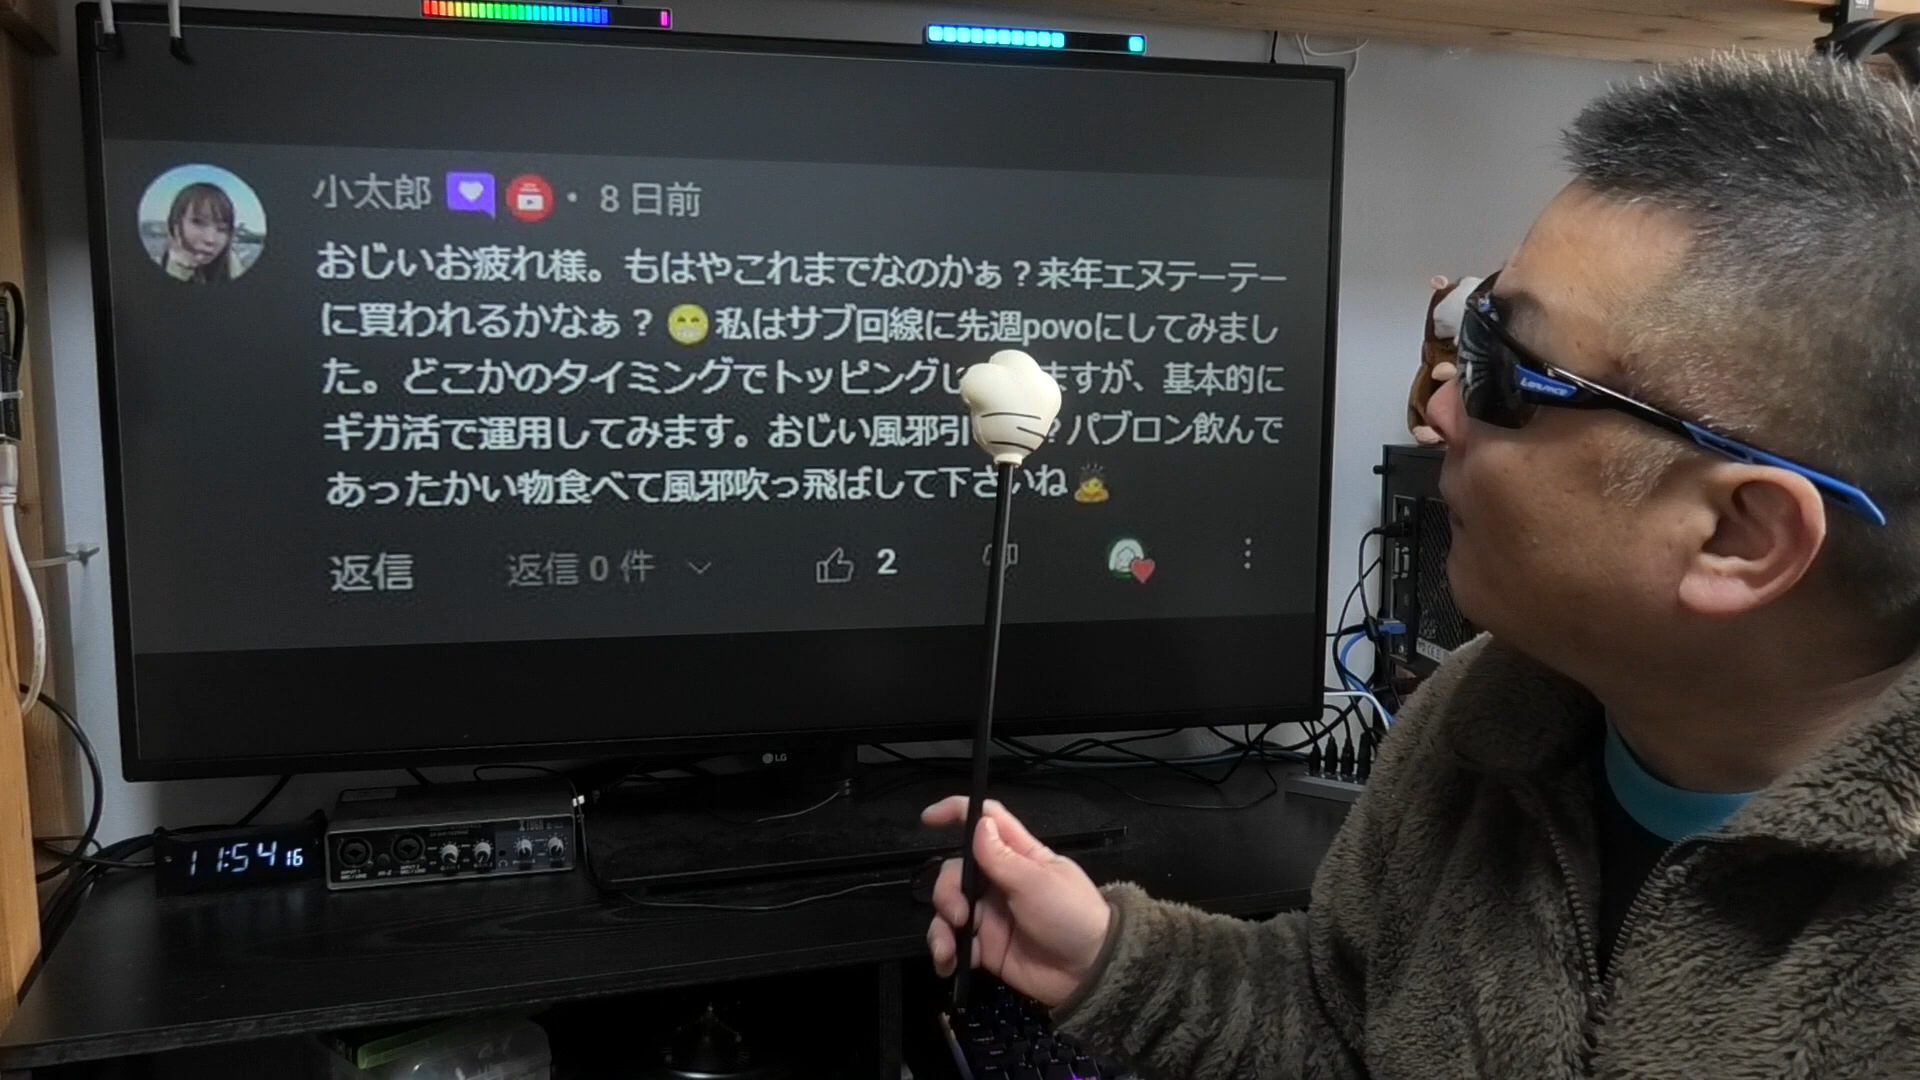 小太郎 • 8 日前
おじいお疲れ様。もはやこれまでなのかぁ？来年エヌテーテー
に買われるかなぁ？😁私はサブ回線に先週povoにしてみまし
た。どこかのタイミングでトッピングし ますが、基本的に
ギガ活で運用してみます。おじい風邪引 ？パブロン飲んで
あったかい物食べて風邪吹っ飛ばして下さいね🙇
返信 返信 0 件 2
LG
11:54 16